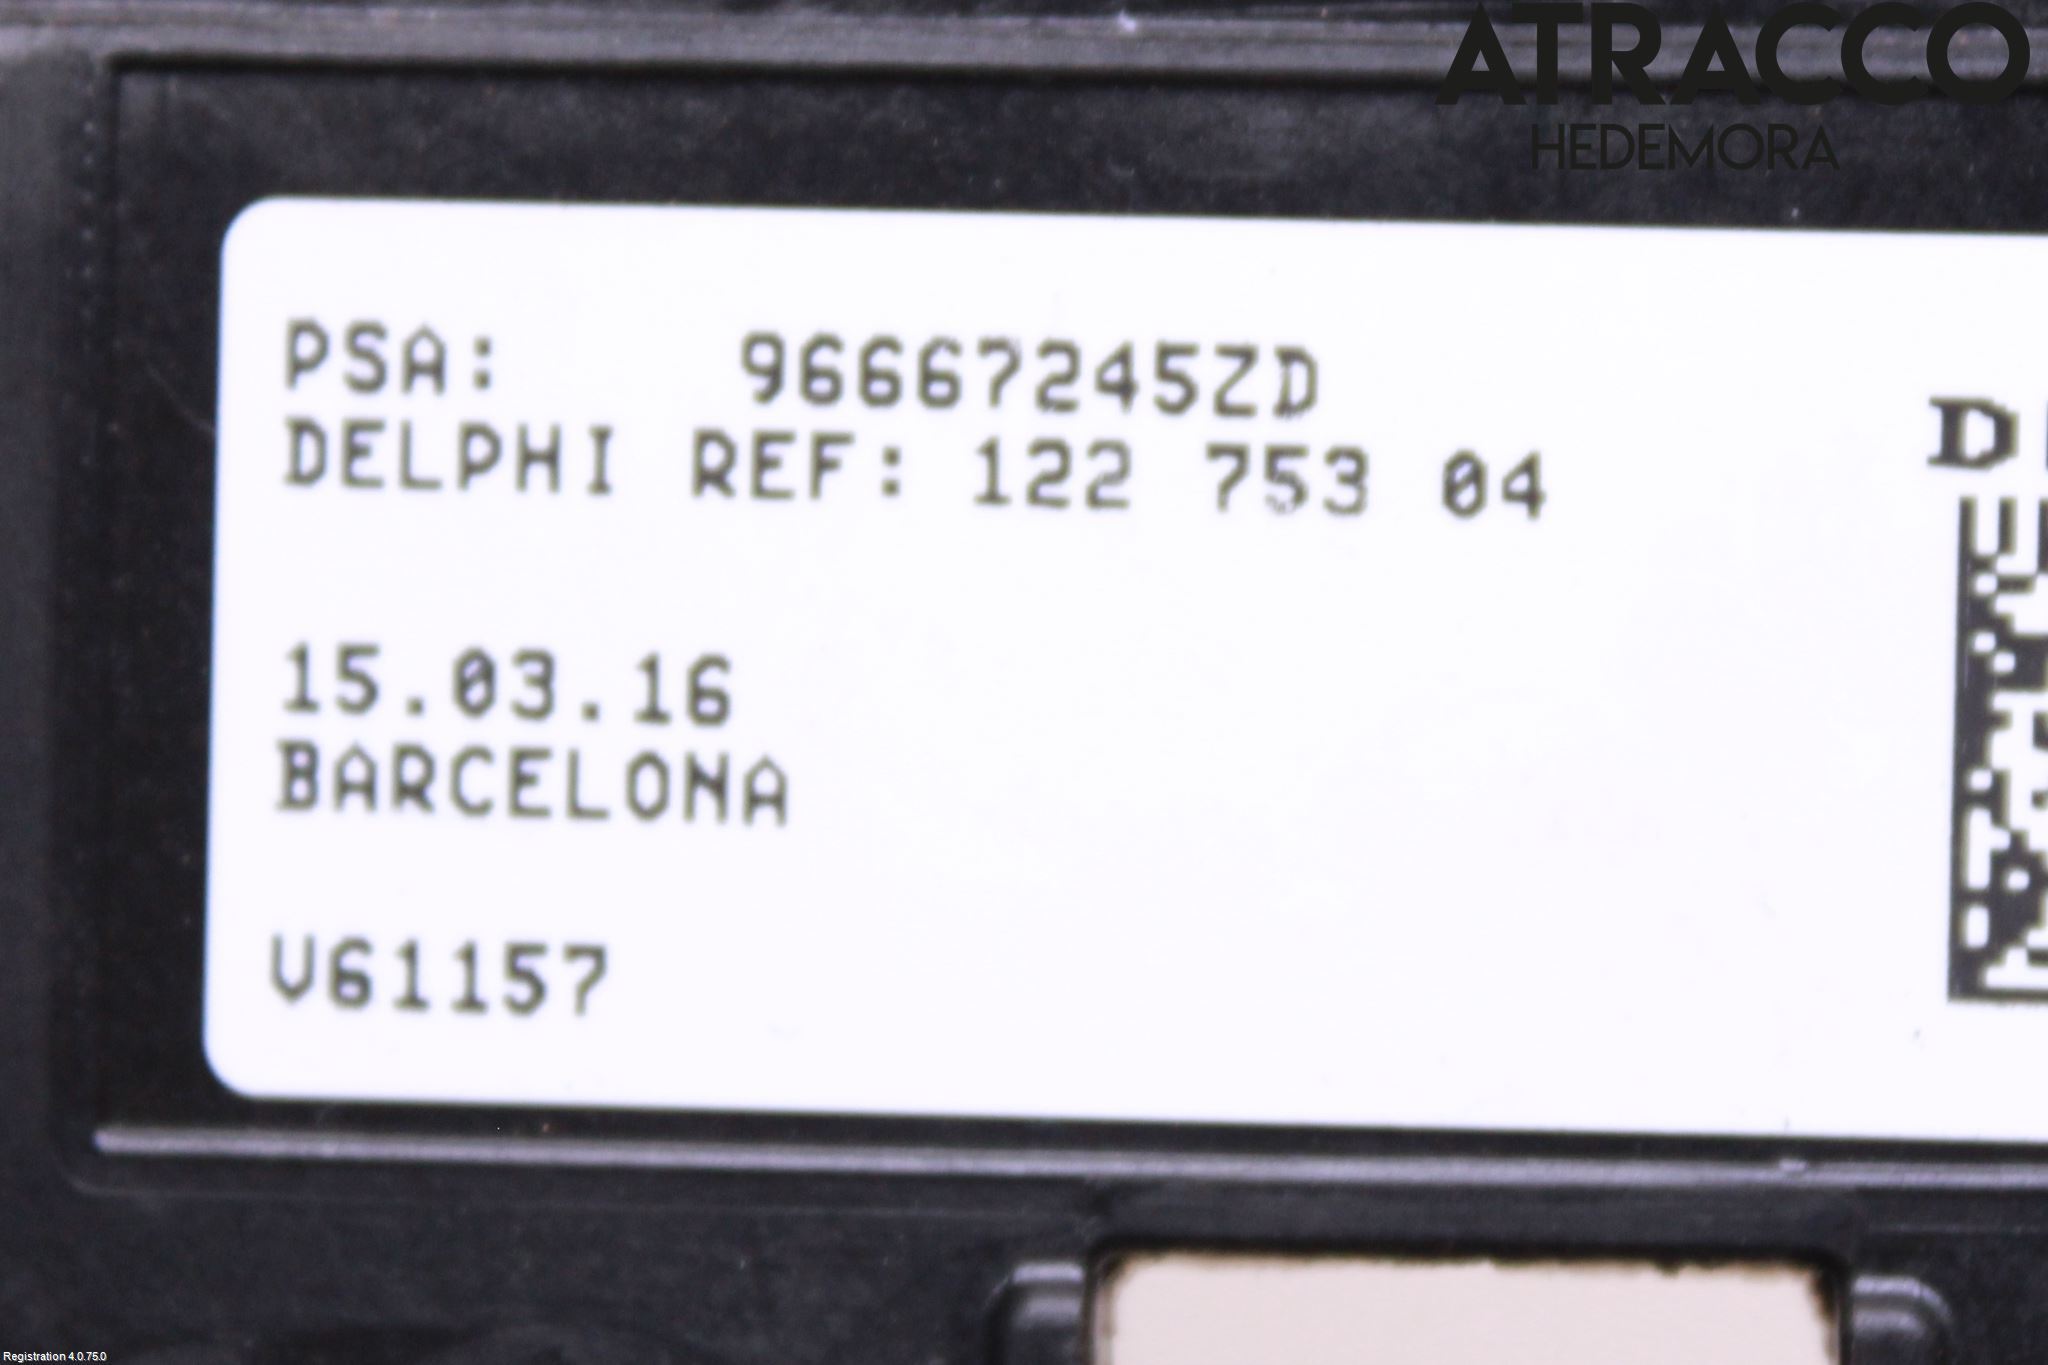 ATRACCO
HEDEMORA
PSA: 96667245ZD
DELPHI REF: 122 753 04
D
15.03.16
BARCELONA
V61157
Registration 4.0.75.0